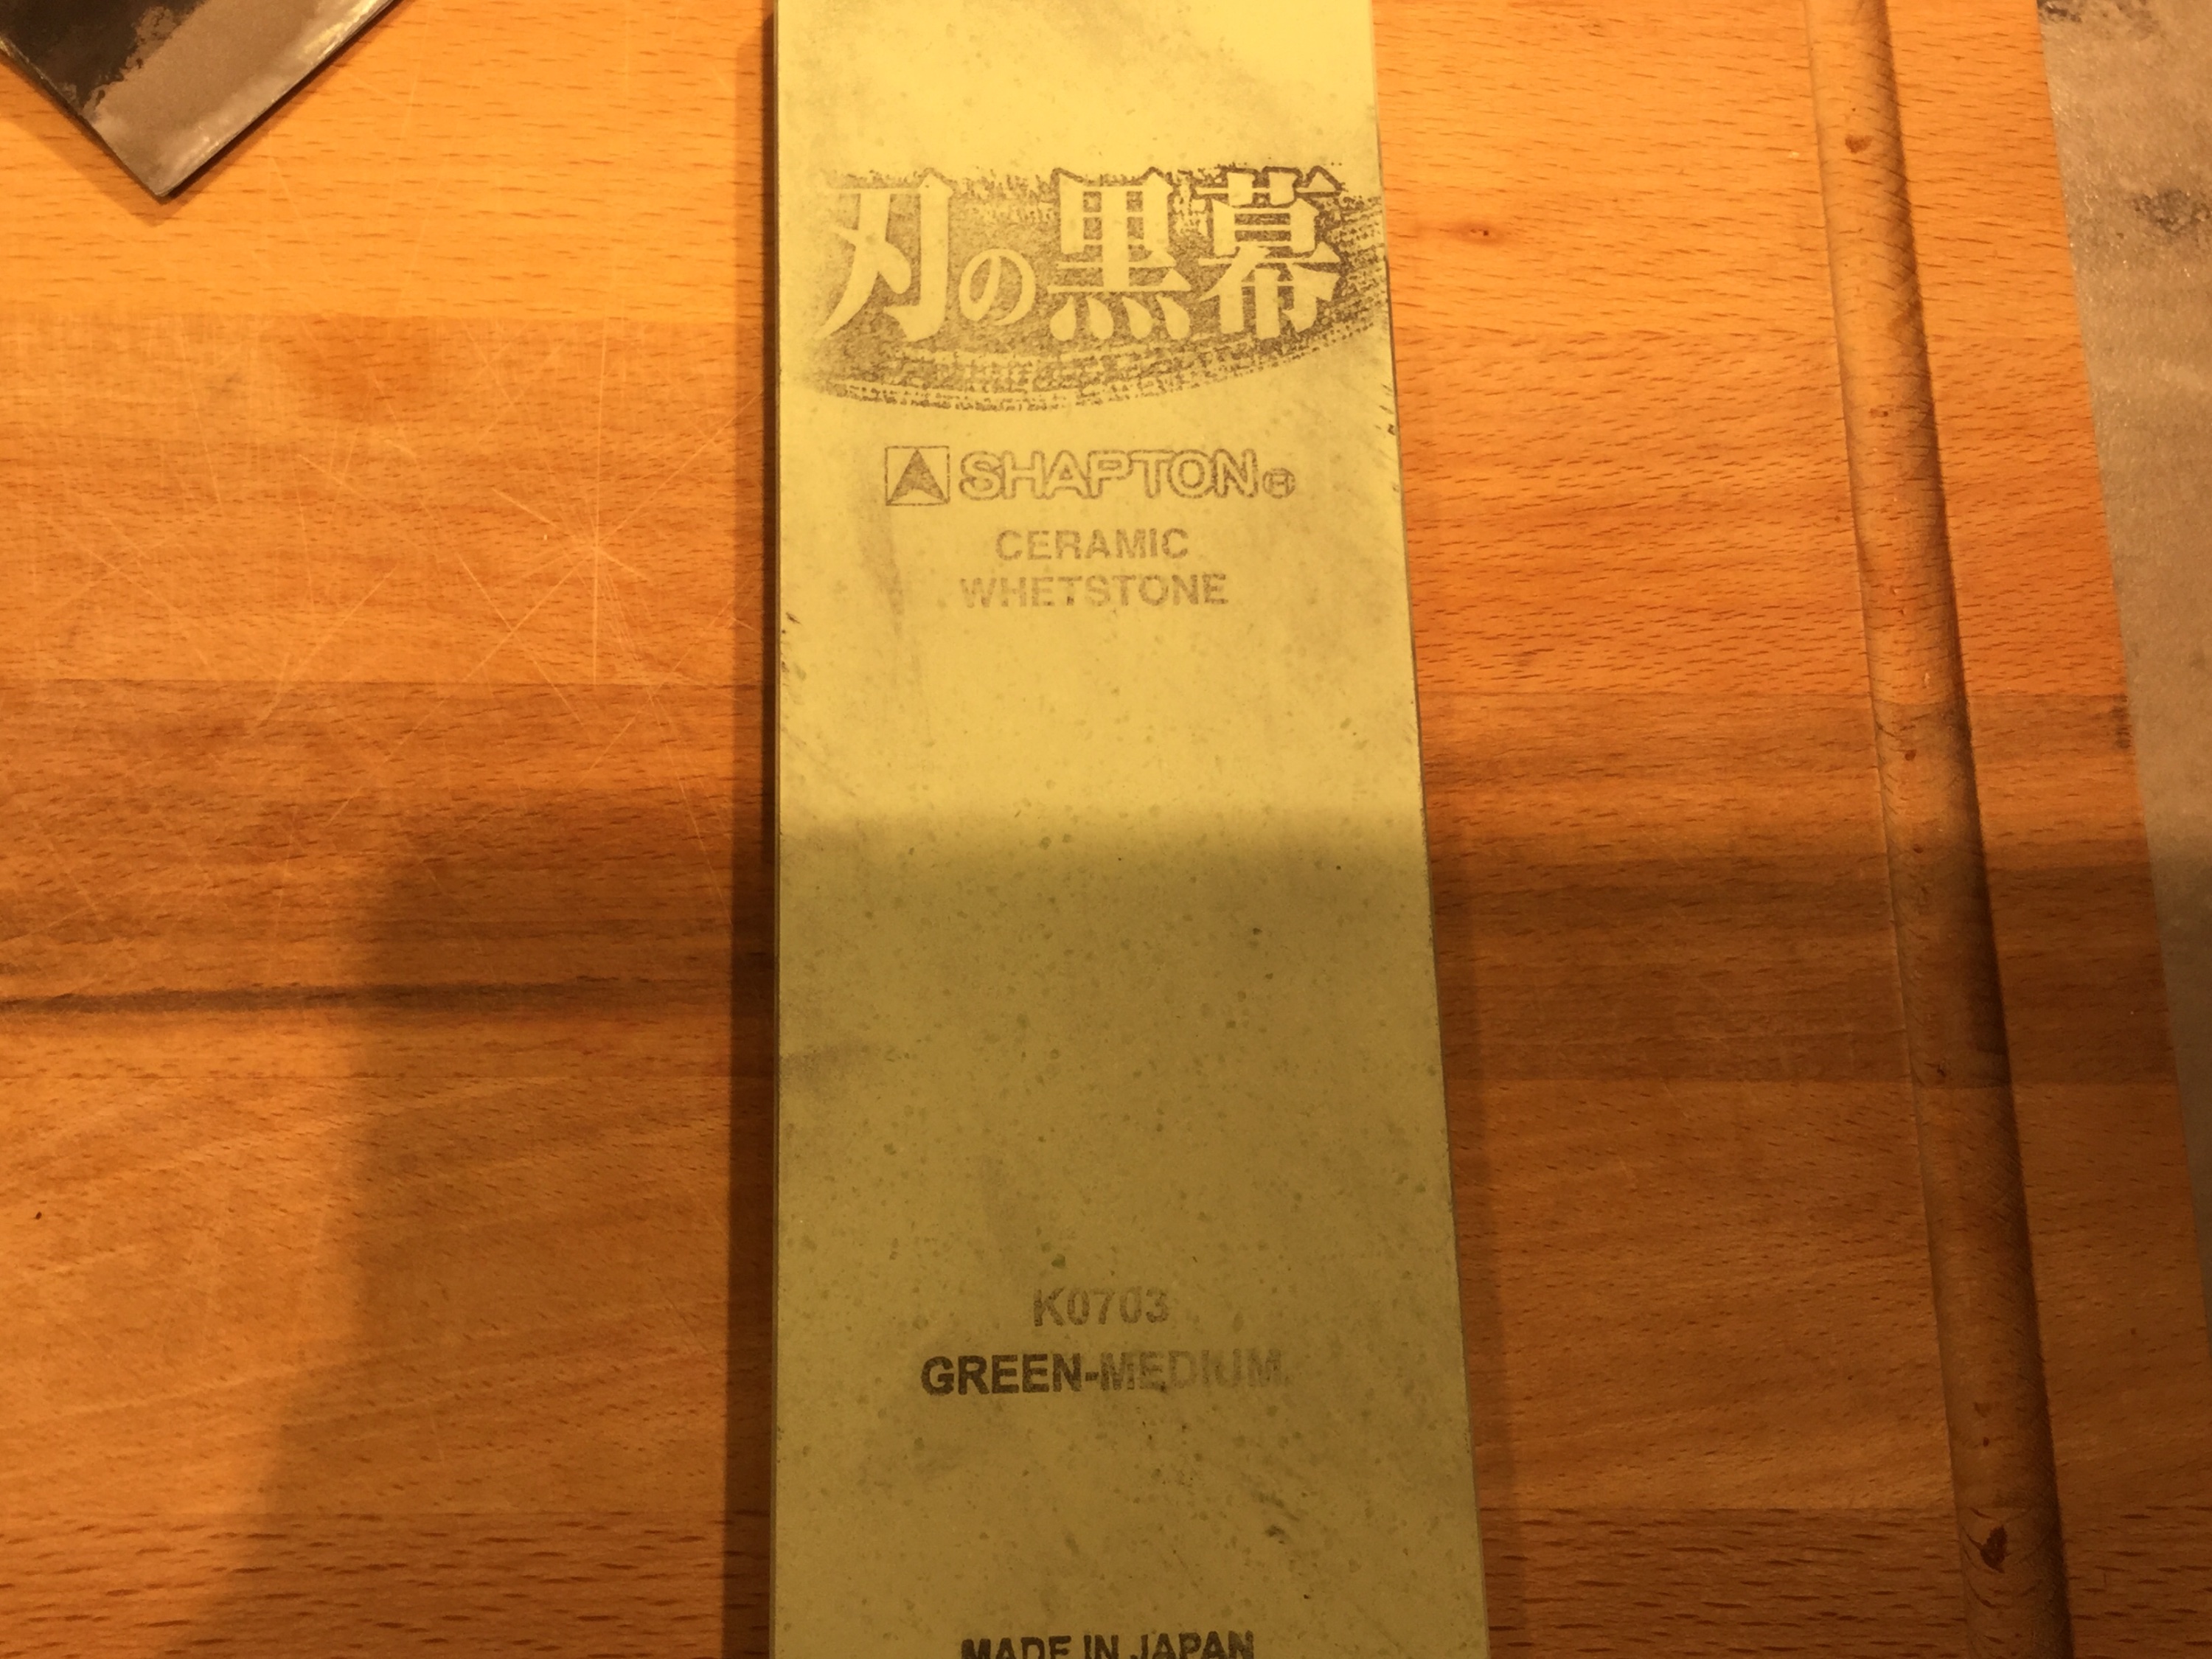 刃の黒幕
SHAPTON®
CERAMIC
WHETSTONE
K0703
GREEN-MEDIUM
MADE IN JAPAN